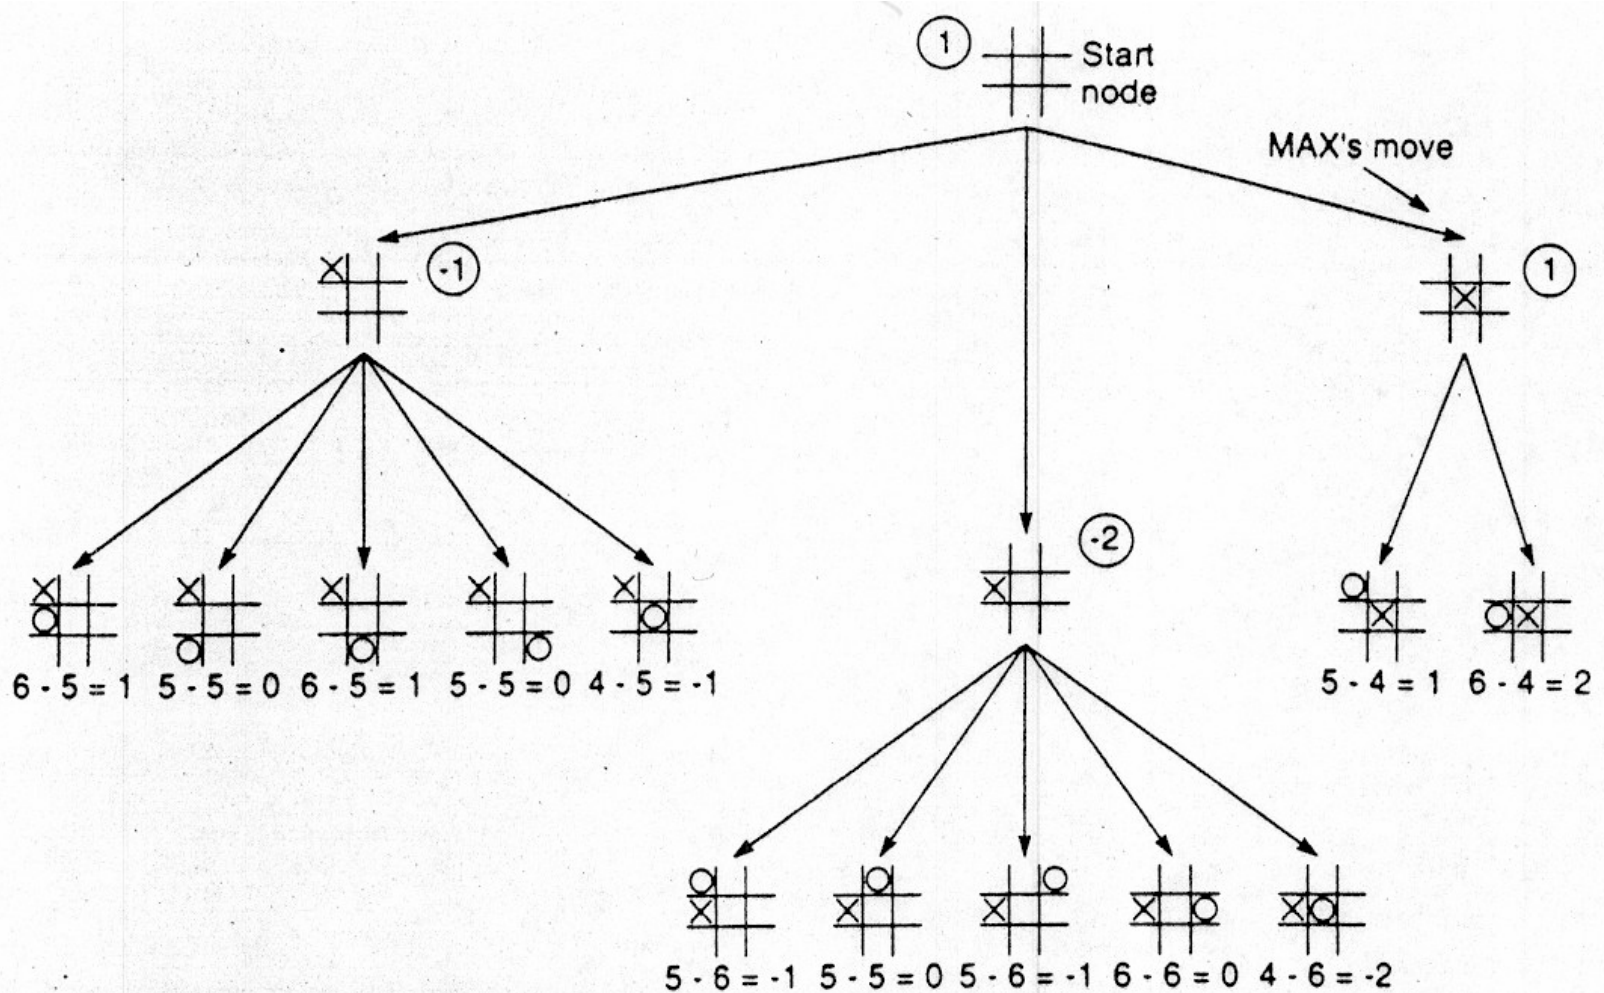 1
Start
node
MAX's move
-1
1
X
X
-2
X
X
O
X
O
X
O
X
O
X
O
O
X
O X
6 - 5 = 1
5 - 5 = 0
6 - 5 = 1
5 - 5 = 0
4 - 5 = -1
5 - 4 = 1
6 - 4 = 2
O
X
O
X
O
X
X O
X O
5 - 6 = -1
5 - 5 = 0
5 - 6 = -1
6 - 6 = 0
4 - 6 = -2